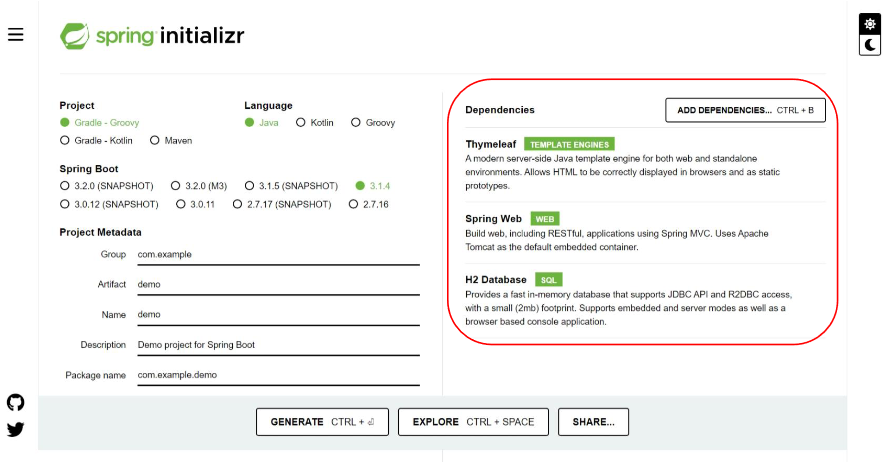 spring initializr
Project
Gradle - Groovy
Gradle - Kotlin Maven
Language
Java Kotlin Groovy
Spring Boot
3.2.0 (SNAPSHOT) 3.2.0 (M3) 3.1.5 (SNAPSHOT) 3.1.4
3.0.12 (SNAPSHOT) 3.0.11 2.7.17 (SNAPSHOT) 2.7.16
Project Metadata
Group com.example
Artifact demo
Name demo
Description Demo project for Spring Boot
Package name com.example.demo
Dependencies ADD DEPENDENCIES... CTRL + B
Thymeleaf TEMPLATE ENGINES
A modern server-side Java template engine for both web and standalone
environments. Allows HTML to be correctly displayed in browsers and as static
prototypes.
Spring Web WEB
Build web, including RESTful, applications using Spring MVC. Uses Apache
Tomcat as the default embedded container.
H2 Database SQL
Provides a fast in-memory database that supports JDBC API and R2DBC access,
with a small (2mb) footprint. Supports embedded and server modes as well as a
browser based console application.
GENERATE CTRL + ⏎ EXPLORE CTRL + SPACE SHARE...